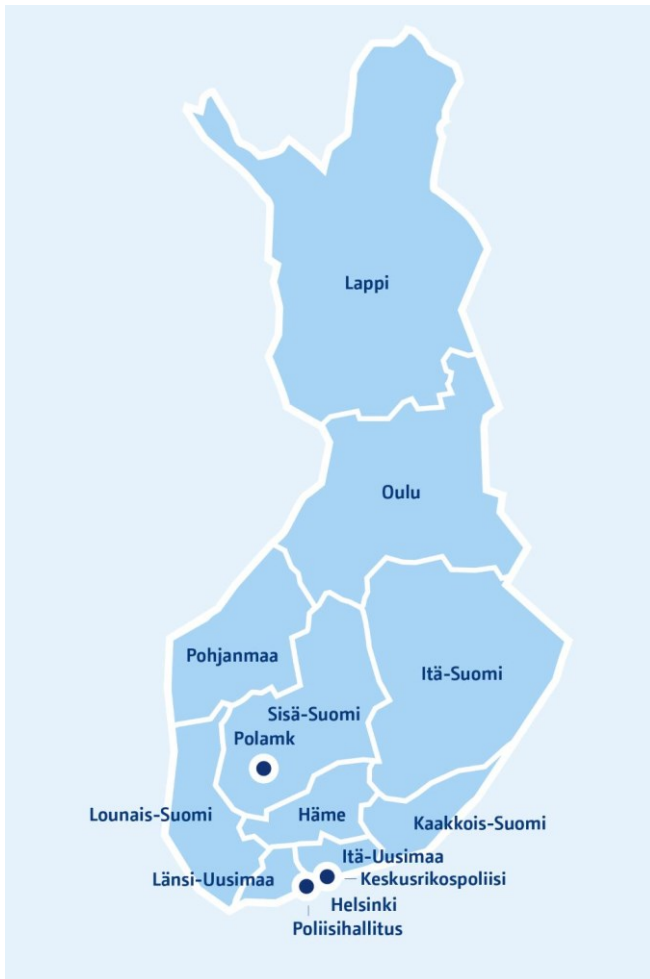 Lappi
Oulu
Pohjanmaa
Itä-Suomi
Sisä-Suomi
Polamk
Lounais-Suomi
Häme
Kaakkois-Suomi
Itä-Uusimaa
Länsi-Uusimaa
Keskusrikospoliisi
Helsinki
Poliisihallitus